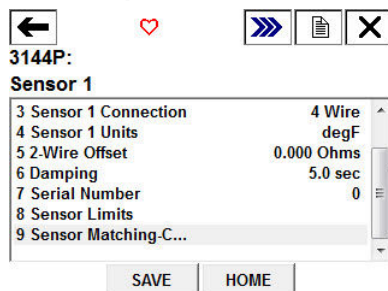 3144P:
Sensor 1
3 Sensor 1 Connection 4 Wire
4 Sensor 1 Units degF
5 2-Wire Offset 0.000 Ohms
6 Damping 5.0 sec
7 Serial Number 0
8 Sensor Limits
9 Sensor Matching-C...
SAVE HOME